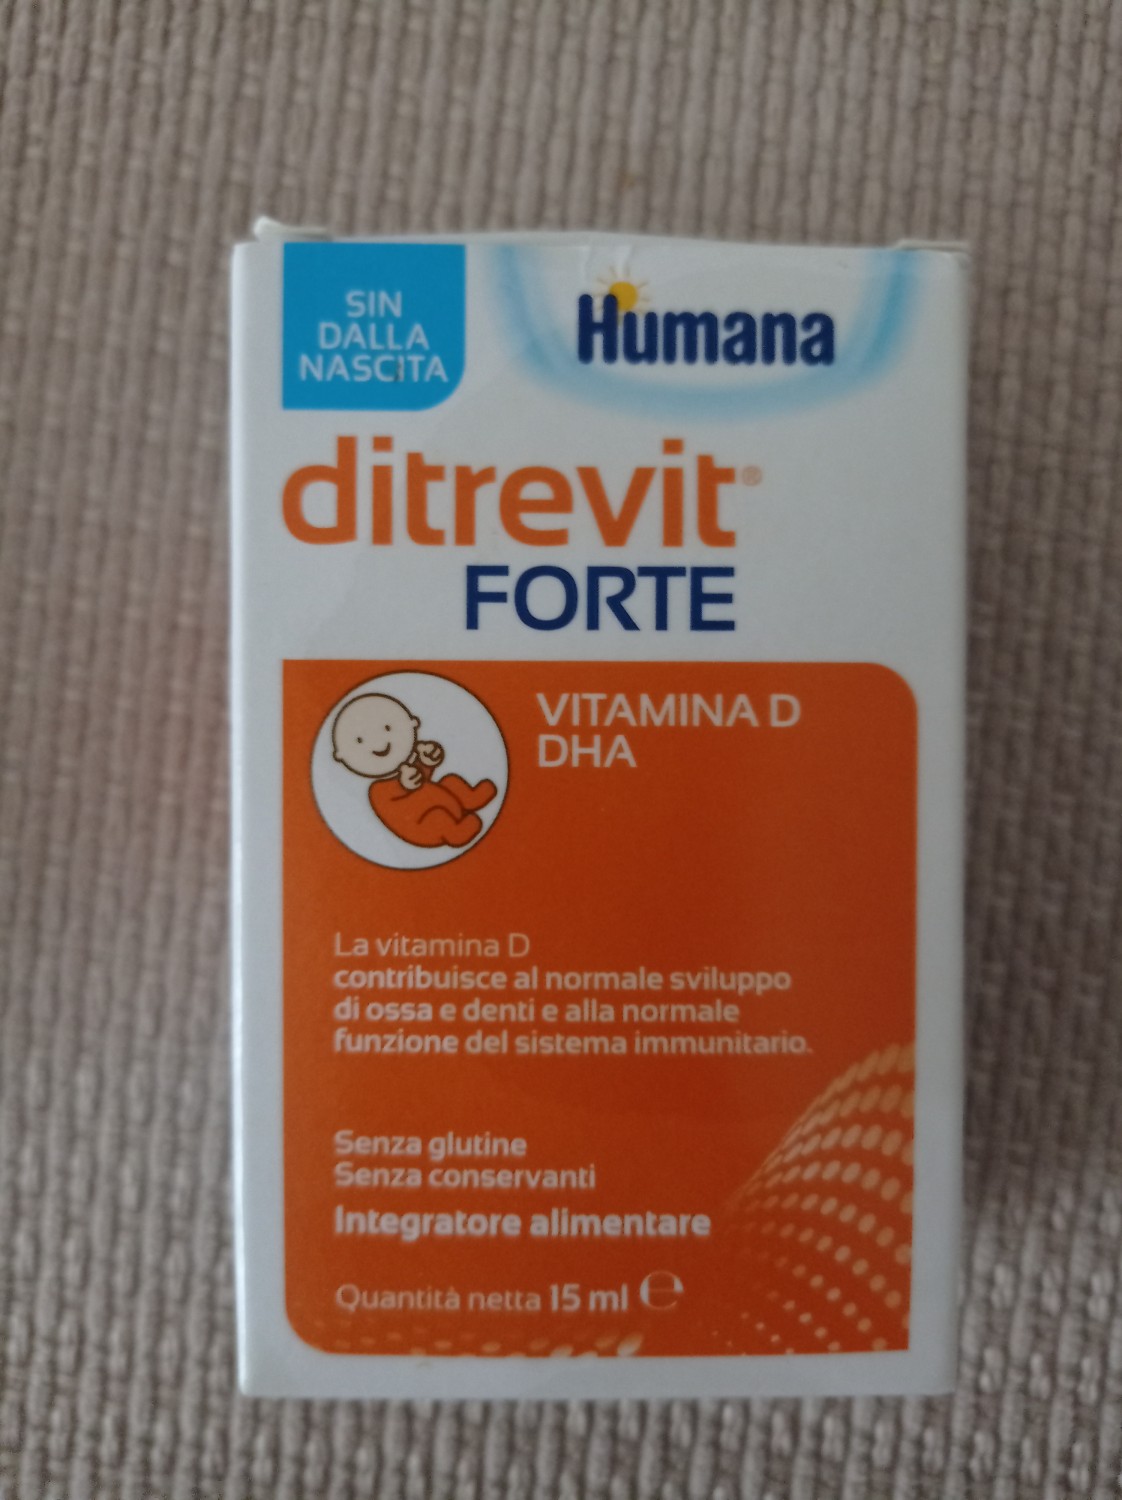 SIN
DALLA
NASCITA
Humana
ditrevit®
FORTE
VITAMINA D
DHA
La vitamina D
contribuisce al normale sviluppo
di ossa e denti e alla normale
funzione del sistema immunitario.
Senza glutine
Senza conservanti
Integratore alimentare
Quantità netta 15 ml ℮